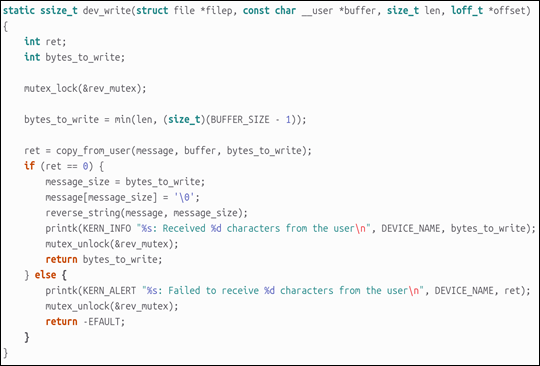 static ssize_t dev_write(struct file *filep, const char __user *buffer, size_t len, loff_t *offset)
{
    int ret;
    int bytes_to_write;

    mutex_lock(&rev_mutex);

    bytes_to_write = min(len, (size_t)(BUFFER_SIZE - 1));

    ret = copy_from_user(message, buffer, bytes_to_write);
    if (ret == 0) {
        message_size = bytes_to_write;
        message[message_size] = '\0';
        reverse_string(message, message_size);
        printk(KERN_INFO "%s: Received %d characters from the user\n", DEVICE_NAME, bytes_to_write);
        mutex_unlock(&rev_mutex);
        return bytes_to_write;
    } else {
        printk(KERN_ALERT "%s: Failed to receive %d characters from the user\n", DEVICE_NAME, ret);
        mutex_unlock(&rev_mutex);
        return -EFAULT;
    }
}